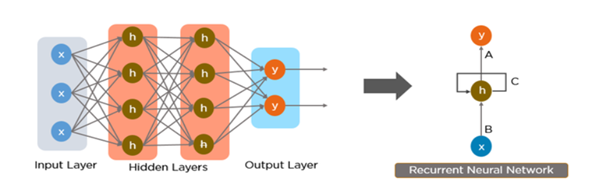 x
x
x
h
h
h
h
h
h
h
h
y
y
Input Layer
Hidden Layers
Output Layer
y
A
C
h
B
x
Recurrent Neural Network